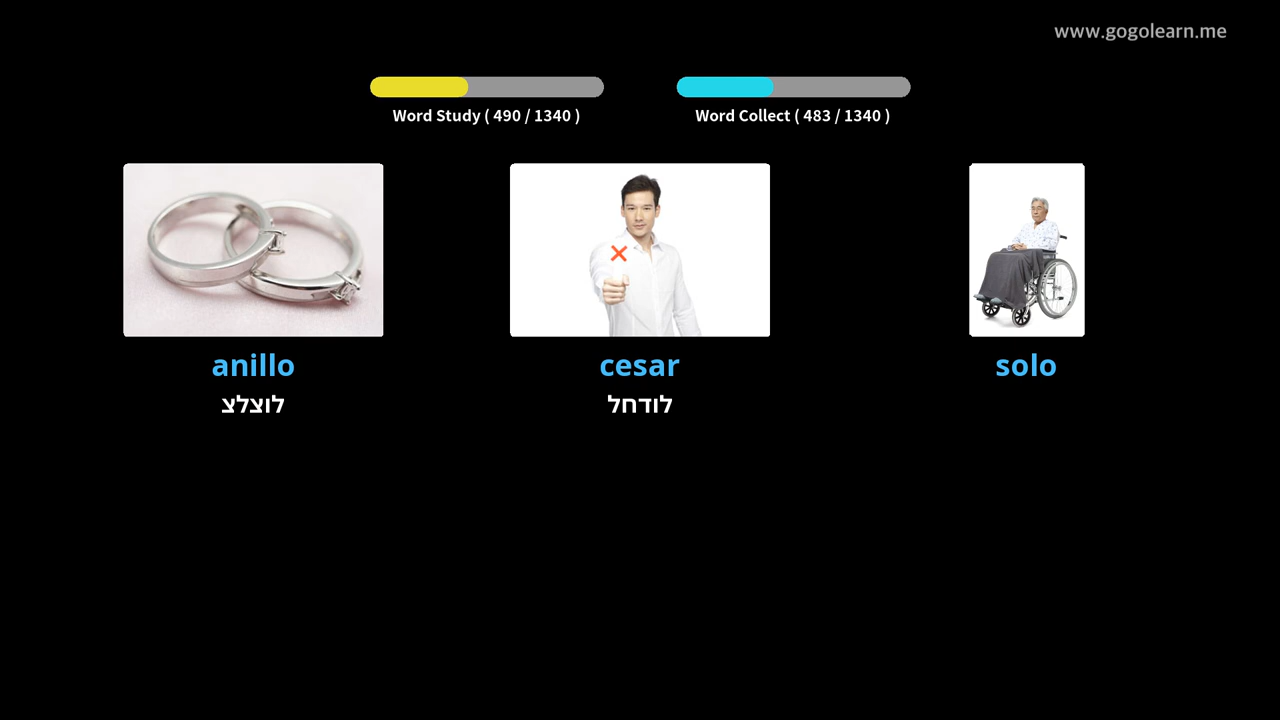 www.gogolearn.me
Word Study ( 490 / 1340 )
Word Collect ( 483 / 1340 )
anillo
cesar
solo
לוצלצ
לודחל